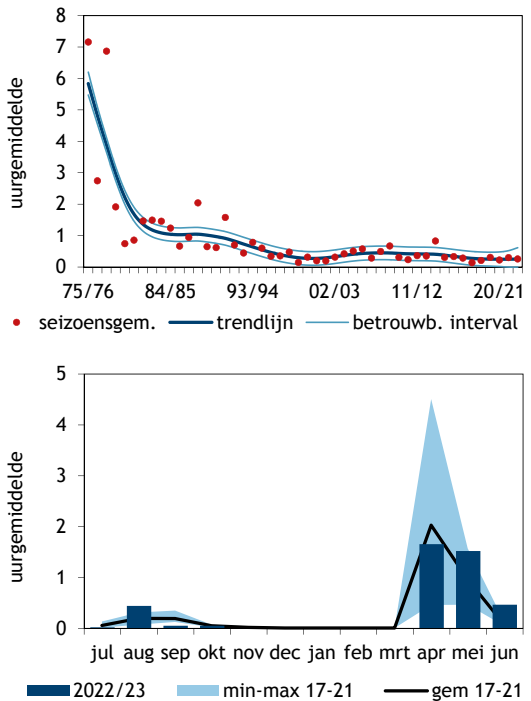 8
7
6
5
4
3
2
1
0
uurgemiddelde
75/76 84/85 93/94 02/03 11/12 20/21
seizoensgem. trendlijn betrouwb. interval
5
4
3
2
1
0
uurgemiddelde
jul aug sep okt nov dec jan feb mrt apr mei jun
2022/23 min-max 17-21 gem 17-21